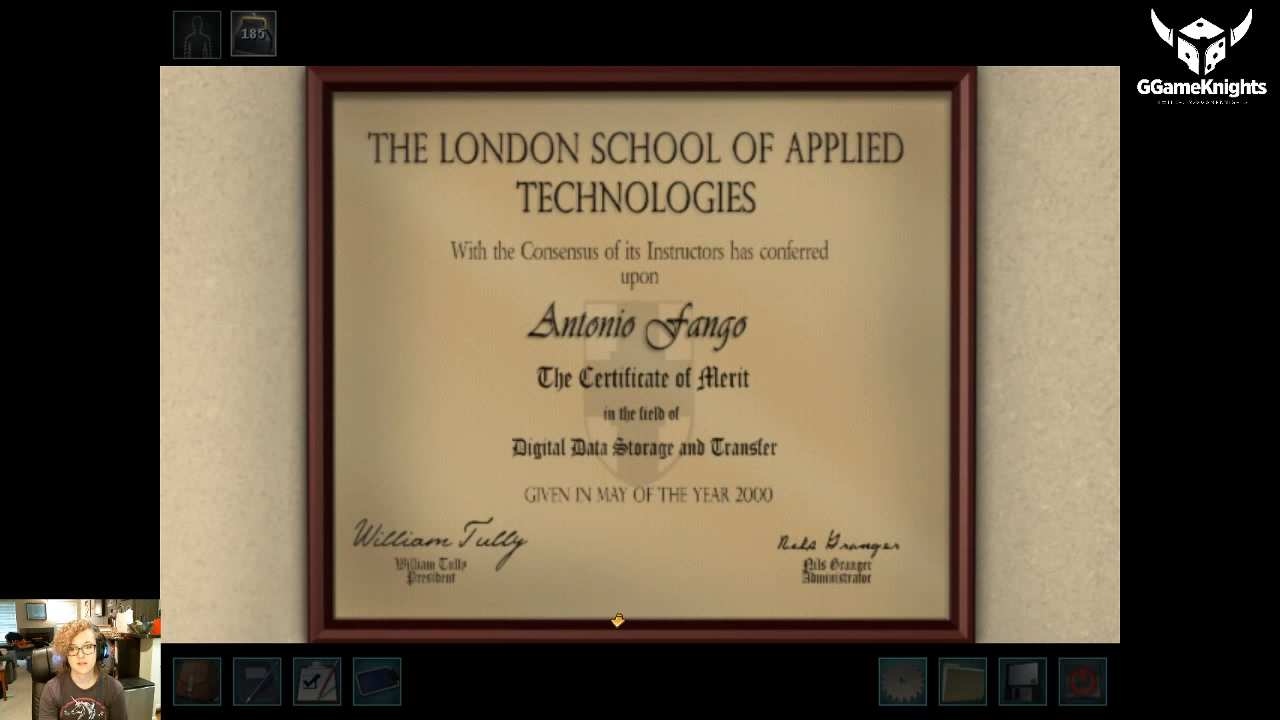 185
GGameKnights
THE LONDON SCHOOL OF APPLIED
TECHNOLOGIES
With the Consensus of its Instructors has conferred
upon
Antonio Fango
The Certificate of Merit
in the field of
Digital Data Storage and Transfer
GIVEN IN MAY OF THE YEAR 2000
William Tully
Nils Granger
William Tully
Nils Granger
President
Administrator